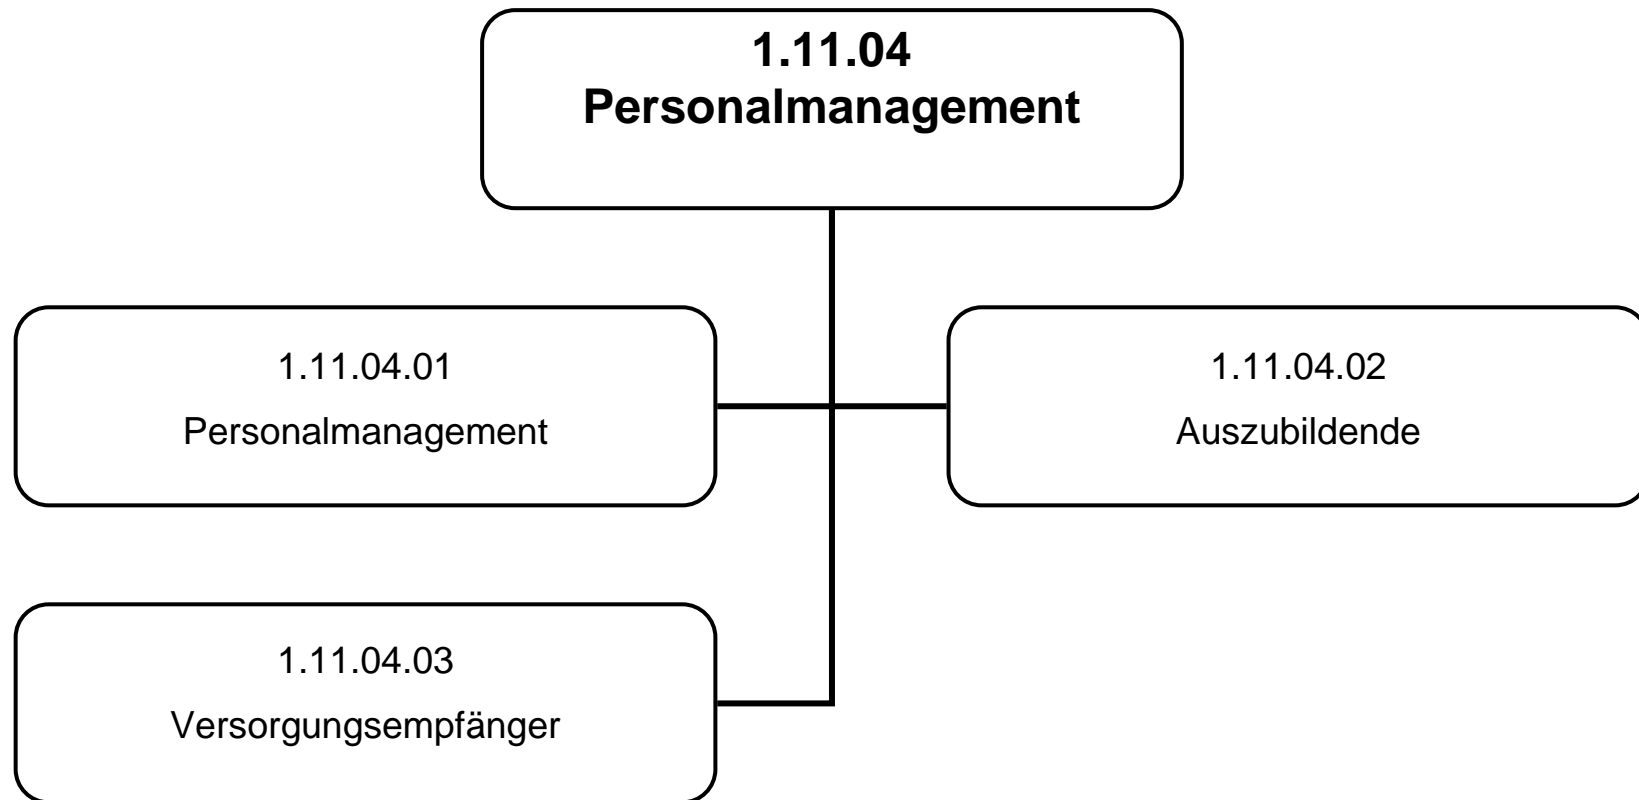 1.11.04
Personalmanagement
1.11.04.01
Personalmanagement
1.11.04.02
Auszubildende
1.11.04.03
Versorgungsempfänger